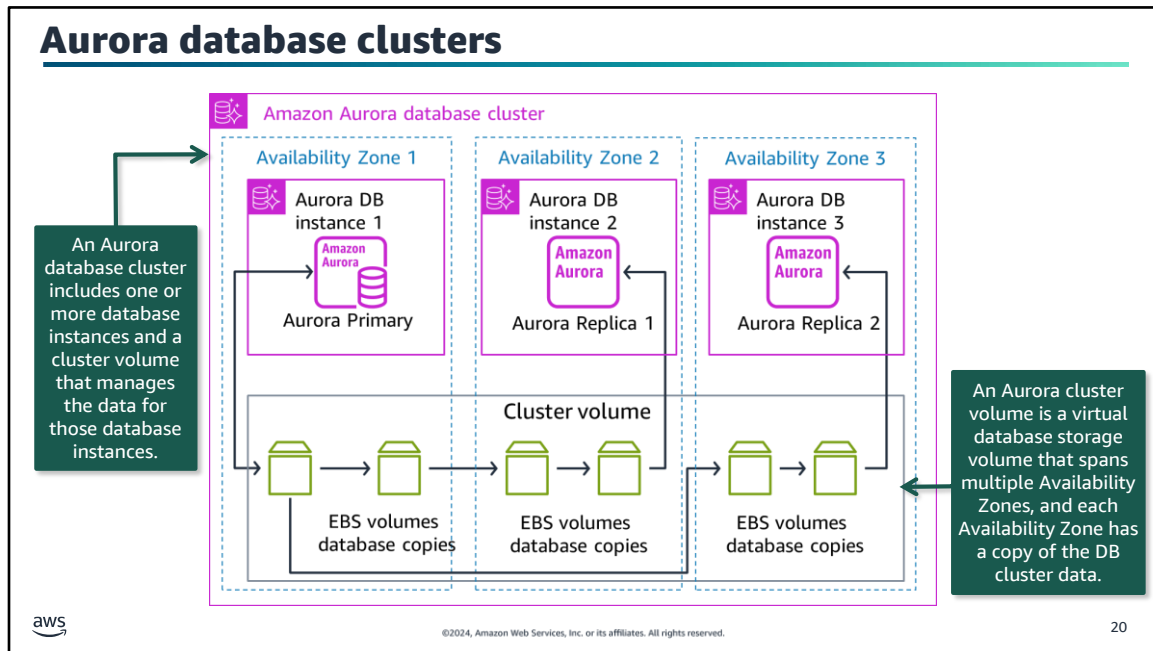 Aurora database clusters
Amazon Aurora database cluster
Availability Zone 1
Availability Zone 2
Availability Zone 3
Aurora DB
instance 1
Amazon
Aurora
Aurora Primary
Aurora DB
instance 2
Amazon
Aurora
Aurora Replica 1
Aurora DB
instance 3
Amazon
Aurora
Aurora Replica 2
An Aurora
database cluster
includes one or
more database
instances and a
cluster volume
that manages
the data for
those database
instances.
Cluster volume
EBS volumes
database copies
EBS volumes
database copies
EBS volumes
database copies
An Aurora cluster
volume is a virtual
database storage
volume that spans
multiple Availability
Zones, and each
Availability Zone has
a copy of the DB
cluster data.
aws
©2024, Amazon Web Services, Inc. or its affiliates. All rights reserved.
20